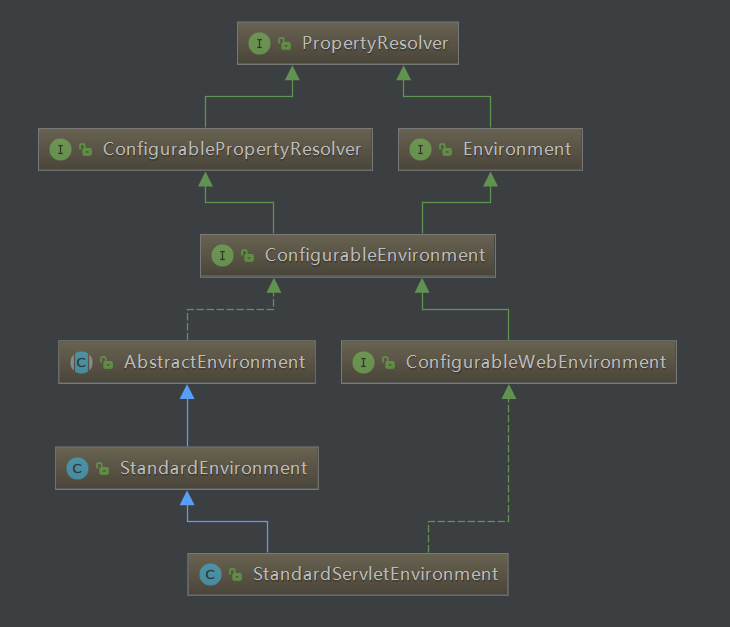 I PropertyResolver
I ConfigurablePropertyResolver
I Environment
I ConfigurableEnvironment
C AbstractEnvironment
I ConfigurableWebEnvironment
C StandardEnvironment
C StandardServletEnvironment